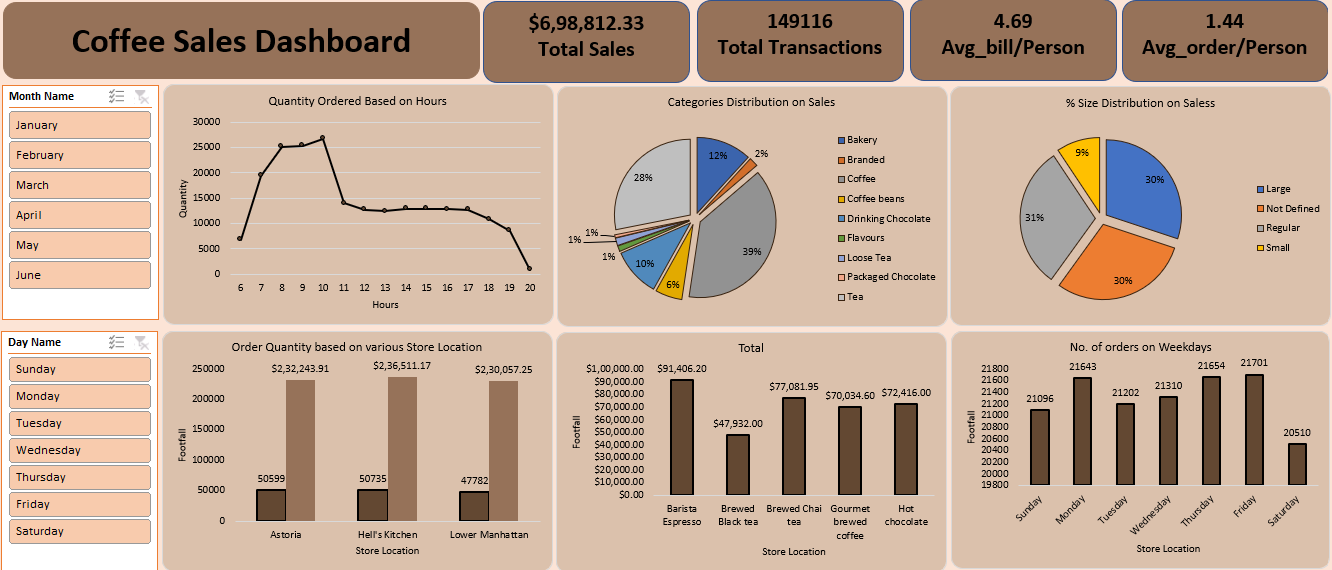 Coffee Sales Dashboard
$6,98,812.33
Total Sales
149116
Total Transactions
4.69
Avg_bill/Person
1.44
Avg_order/Person
Month Name
January
February
March
April
May
June
Quantity Ordered Based on Hours
30000
25000
20000
15000
10000
5000
0
Quantity
6 7 8 9 10 11 12 13 14 15 16 17 18 19 20
Hours
Categories Distribution on Sales
12%
2%
39%
6%
10%
1%
1%
1%
28%
Bakery
Branded
Coffee
Coffee beans
Drinking Chocolate
Flavours
Loose Tea
Packaged Chocolate
Tea
% Size Distribution on Saless
30%
30%
31%
9%
Large
Not Defined
Regular
Small
Day Name
Sunday
Monday
Tuesday
Wednesday
Thursday
Friday
Saturday
Order Quantity based on various Store Location
250000
200000
150000
100000
50000
0
Footfall
$2,32,243.91
$2,36,511.17
$2,30,057.25
50599
50735
47782
Astoria
Hell's Kitchen
Lower Manhattan
Store Location
Total
$1,00,000.00
$90,000.00
$80,000.00
$70,000.00
$60,000.00
$50,000.00
$40,000.00
$30,000.00
$20,000.00
$10,000.00
$0.00
Footfall
$91,406.20
$47,932.00
$77,081.95
$70,034.60
$72,416.00
Barista
Espresso
Brewed
Black tea
Brewed Chai
tea
Gourmet
brewed
coffee
Hot
chocolate
Store Location
No. of orders on Weekdays
21800
21600
21400
21200
21000
20800
20600
20400
20200
20000
19800
Footfall
21096
21643
21202
21310
21654
21701
20510
Sunday
Monday
Tuesday
Wednesday
Thursday
Friday
Saturday
Store Location